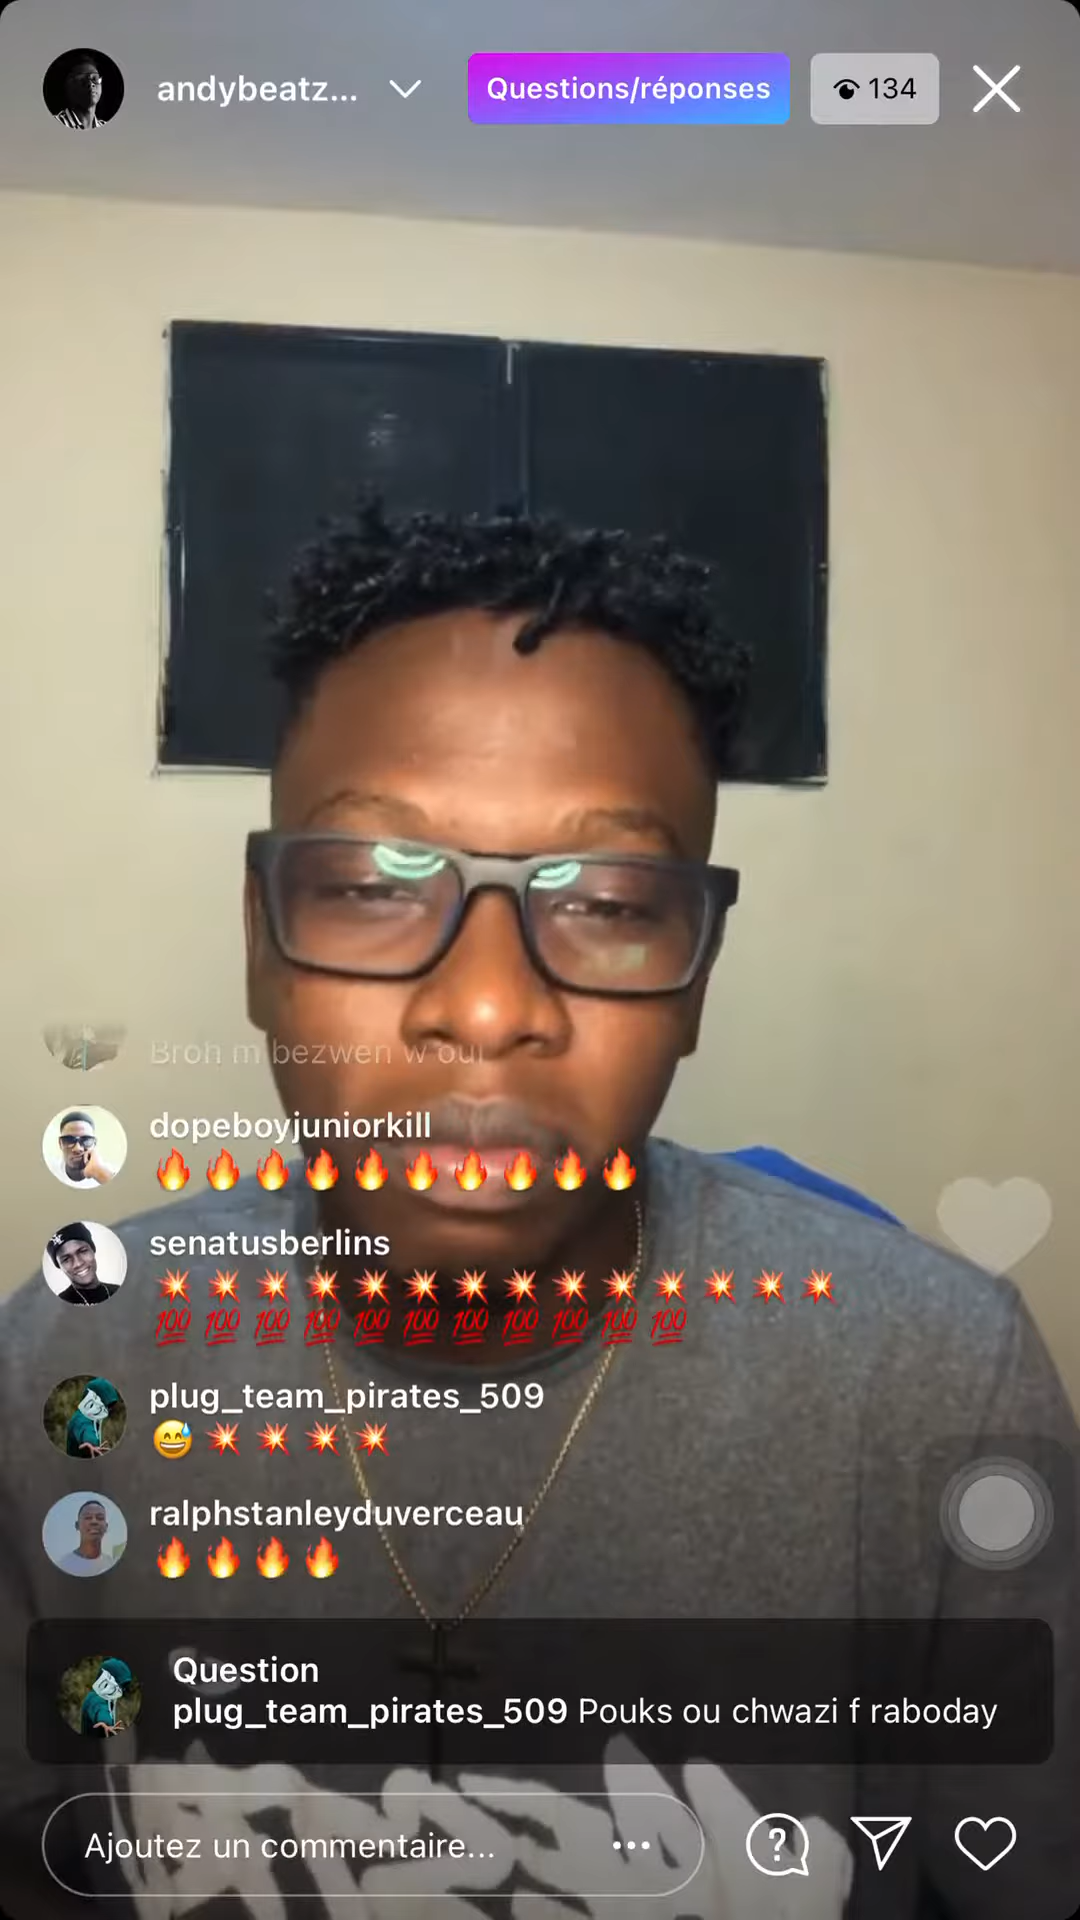 andybeatz...
Questions/réponses
134
Broh m bezwen w oui
dopeboyjuniorkill
🔥🔥🔥🔥🔥🔥🔥🔥🔥🔥
senatusberlins
💥💥💥💥💥💥💥💥💥💥💥💥💥💥
💯💯💯💯💯💯💯💯💯💯💯
plug_team_pirates_509
😅💥💥💥💥
ralphstanleyduverceau
🔥🔥🔥🔥
Question
plug_team_pirates_509 Pouks ou chwazi f raboday
Ajoutez un commentaire...